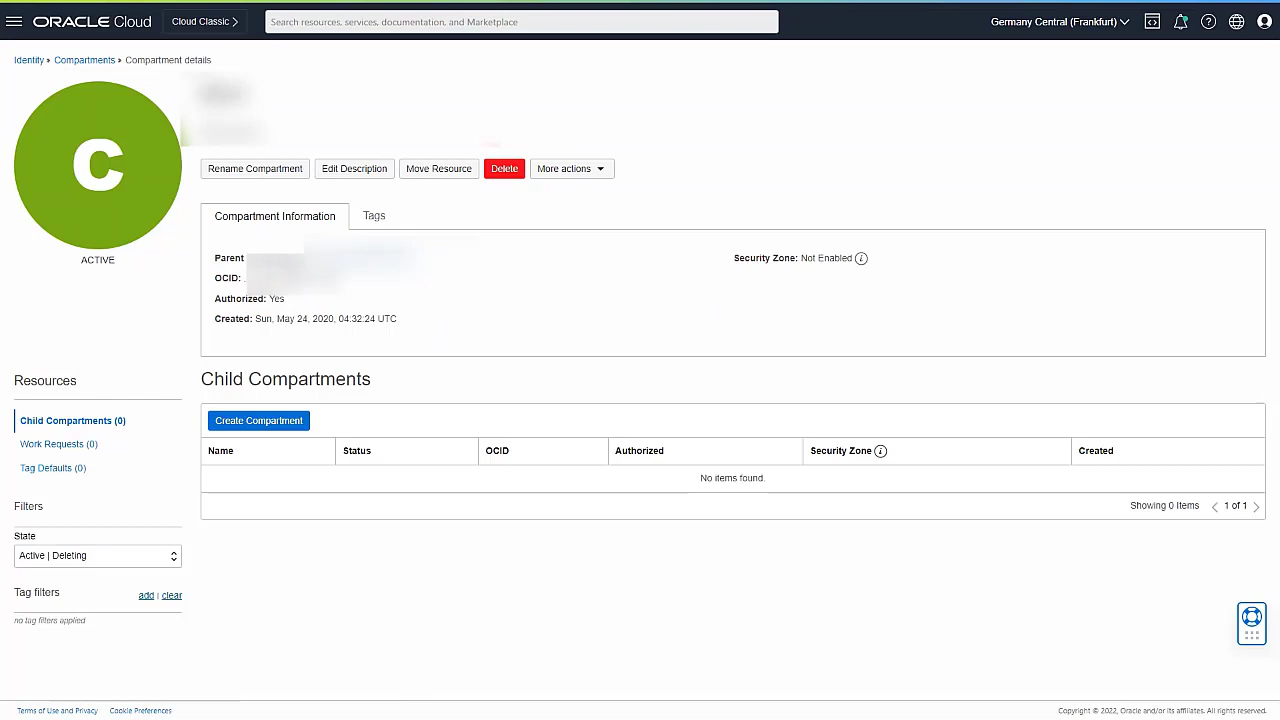 ORACLE Cloud
Cloud Classic
Search resources, services, documentation, and Marketplace
Germany Central (Frankfurt)
Identity » Compartments » Compartment details
C
ACTIVE
Rename Compartment
Edit Description
Move Resource
Delete
More actions
Compartment Information
Tags
Parent
Security Zone: Not Enabled
OCID:
Authorized: Yes
Created: Sun, May 24, 2020, 04:32:24 UTC
Resources
Child Compartments (0)
Work Requests (0)
Tag Defaults (0)
Filters
State
Active | Deleting
Tag filters
add | clear
no tag filters applied
Child Compartments
Create Compartment
Name Status OCID Authorized Security Zone Created
No items found.
Showing 0 Items 1 of 1
Terms of Use and Privacy Cookie Preferences
Copyright © 2022, Oracle and/or its affiliates. All rights reserved.